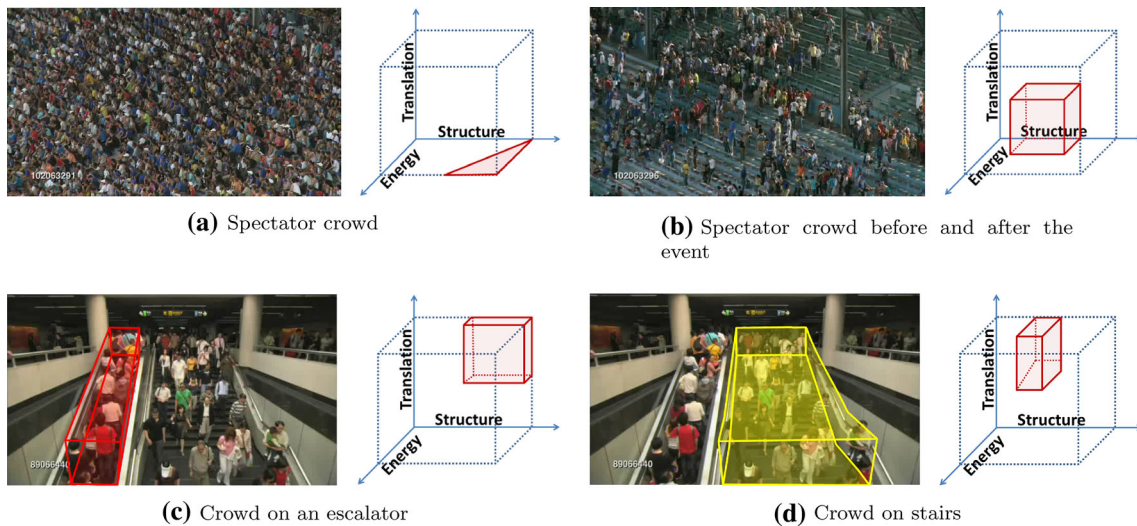 Translation
Structure
Energy
102063291
(a) Spectator crowd
Translation
Structure
Energy
102063296
(b) Spectator crowd before and after the
event
Translation
Structure
Energy
89066440
(c) Crowd on an escalator
Translation
Structure
Energy
89066440
(d) Crowd on stairs